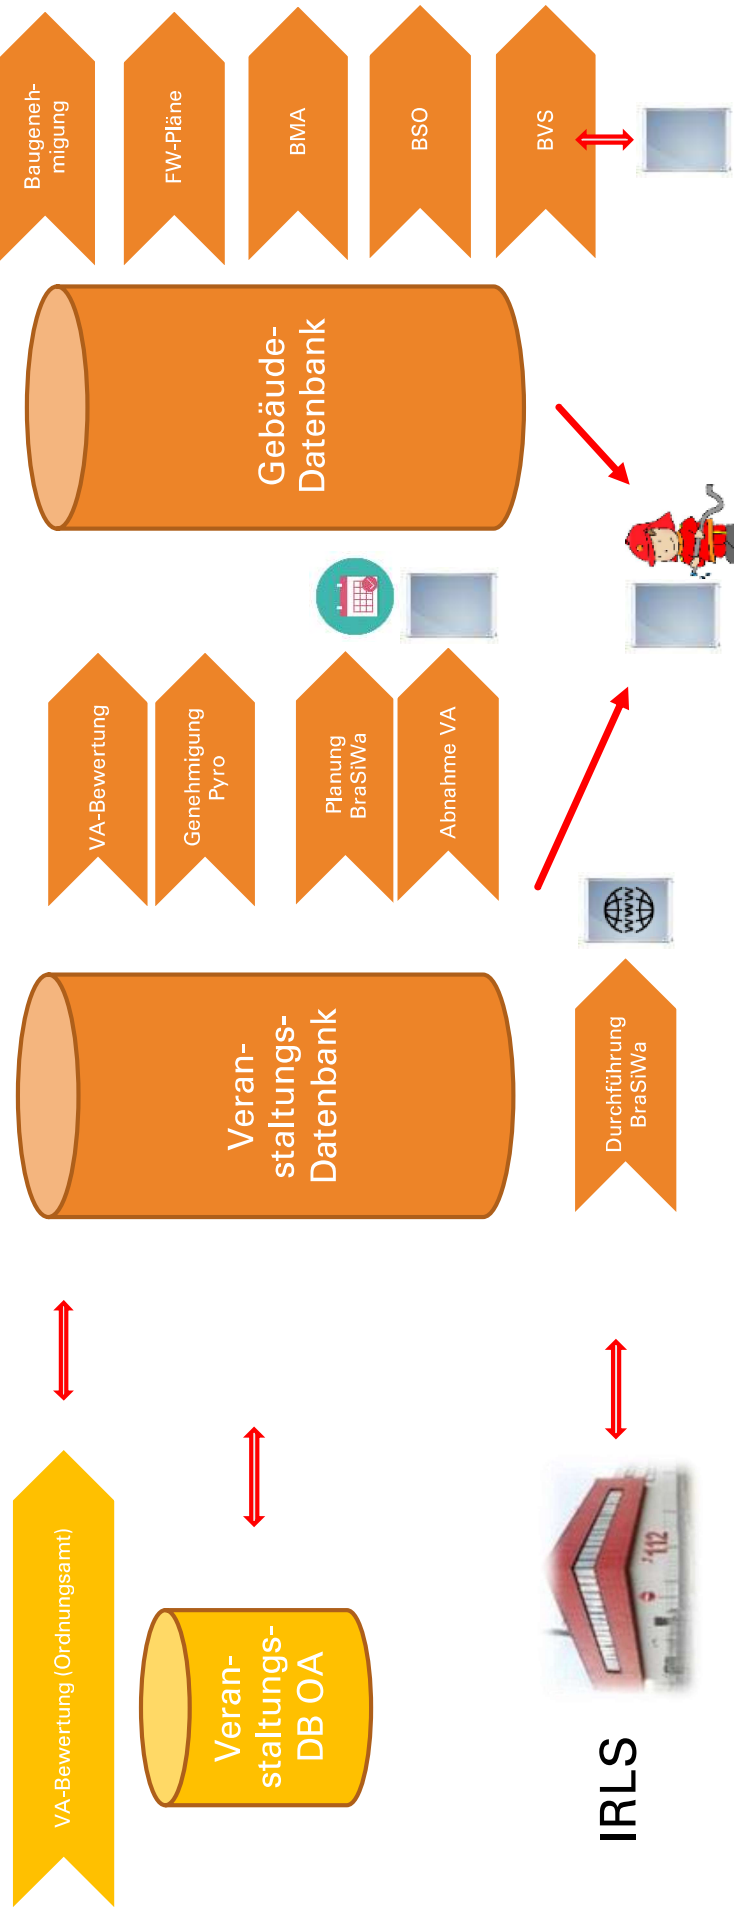 VA-Bewertung (Ordnungsamt)
Veran-
staltungs-
DB OA
IRLS
112
Veran-
staltungs-
Datenbank
Durchführung
BraSiWa
WWW
VA-Bewertung
Genehmigung
Pyro
Planung
BraSiWa
Abnahme VA
Gebäude-
Datenbank
Baugeneh-
migung
FW-Pläne
BMA
BSO
BVS